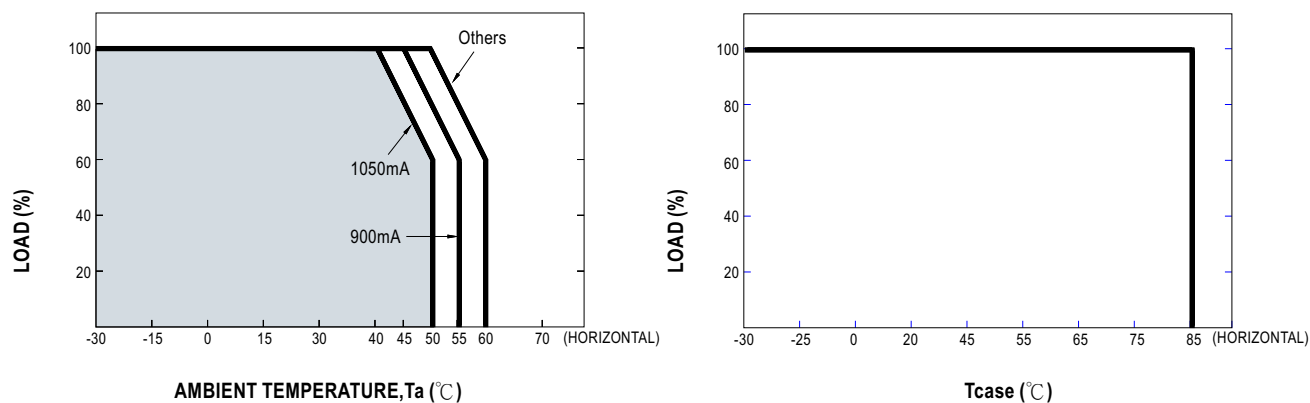 Others
100
80
60
1050mA
40
900mA
20
LOAD (%)
-30 -15 0 15 30 40 45 50 55 60 70 (HORIZONTAL)
AMBIENT TEMPERATURE,Ta (℃)
100
80
60
40
20
LOAD (%)
-30 -25 0 20 45 55 65 75 85 (HORIZONTAL)
Tcase (℃)